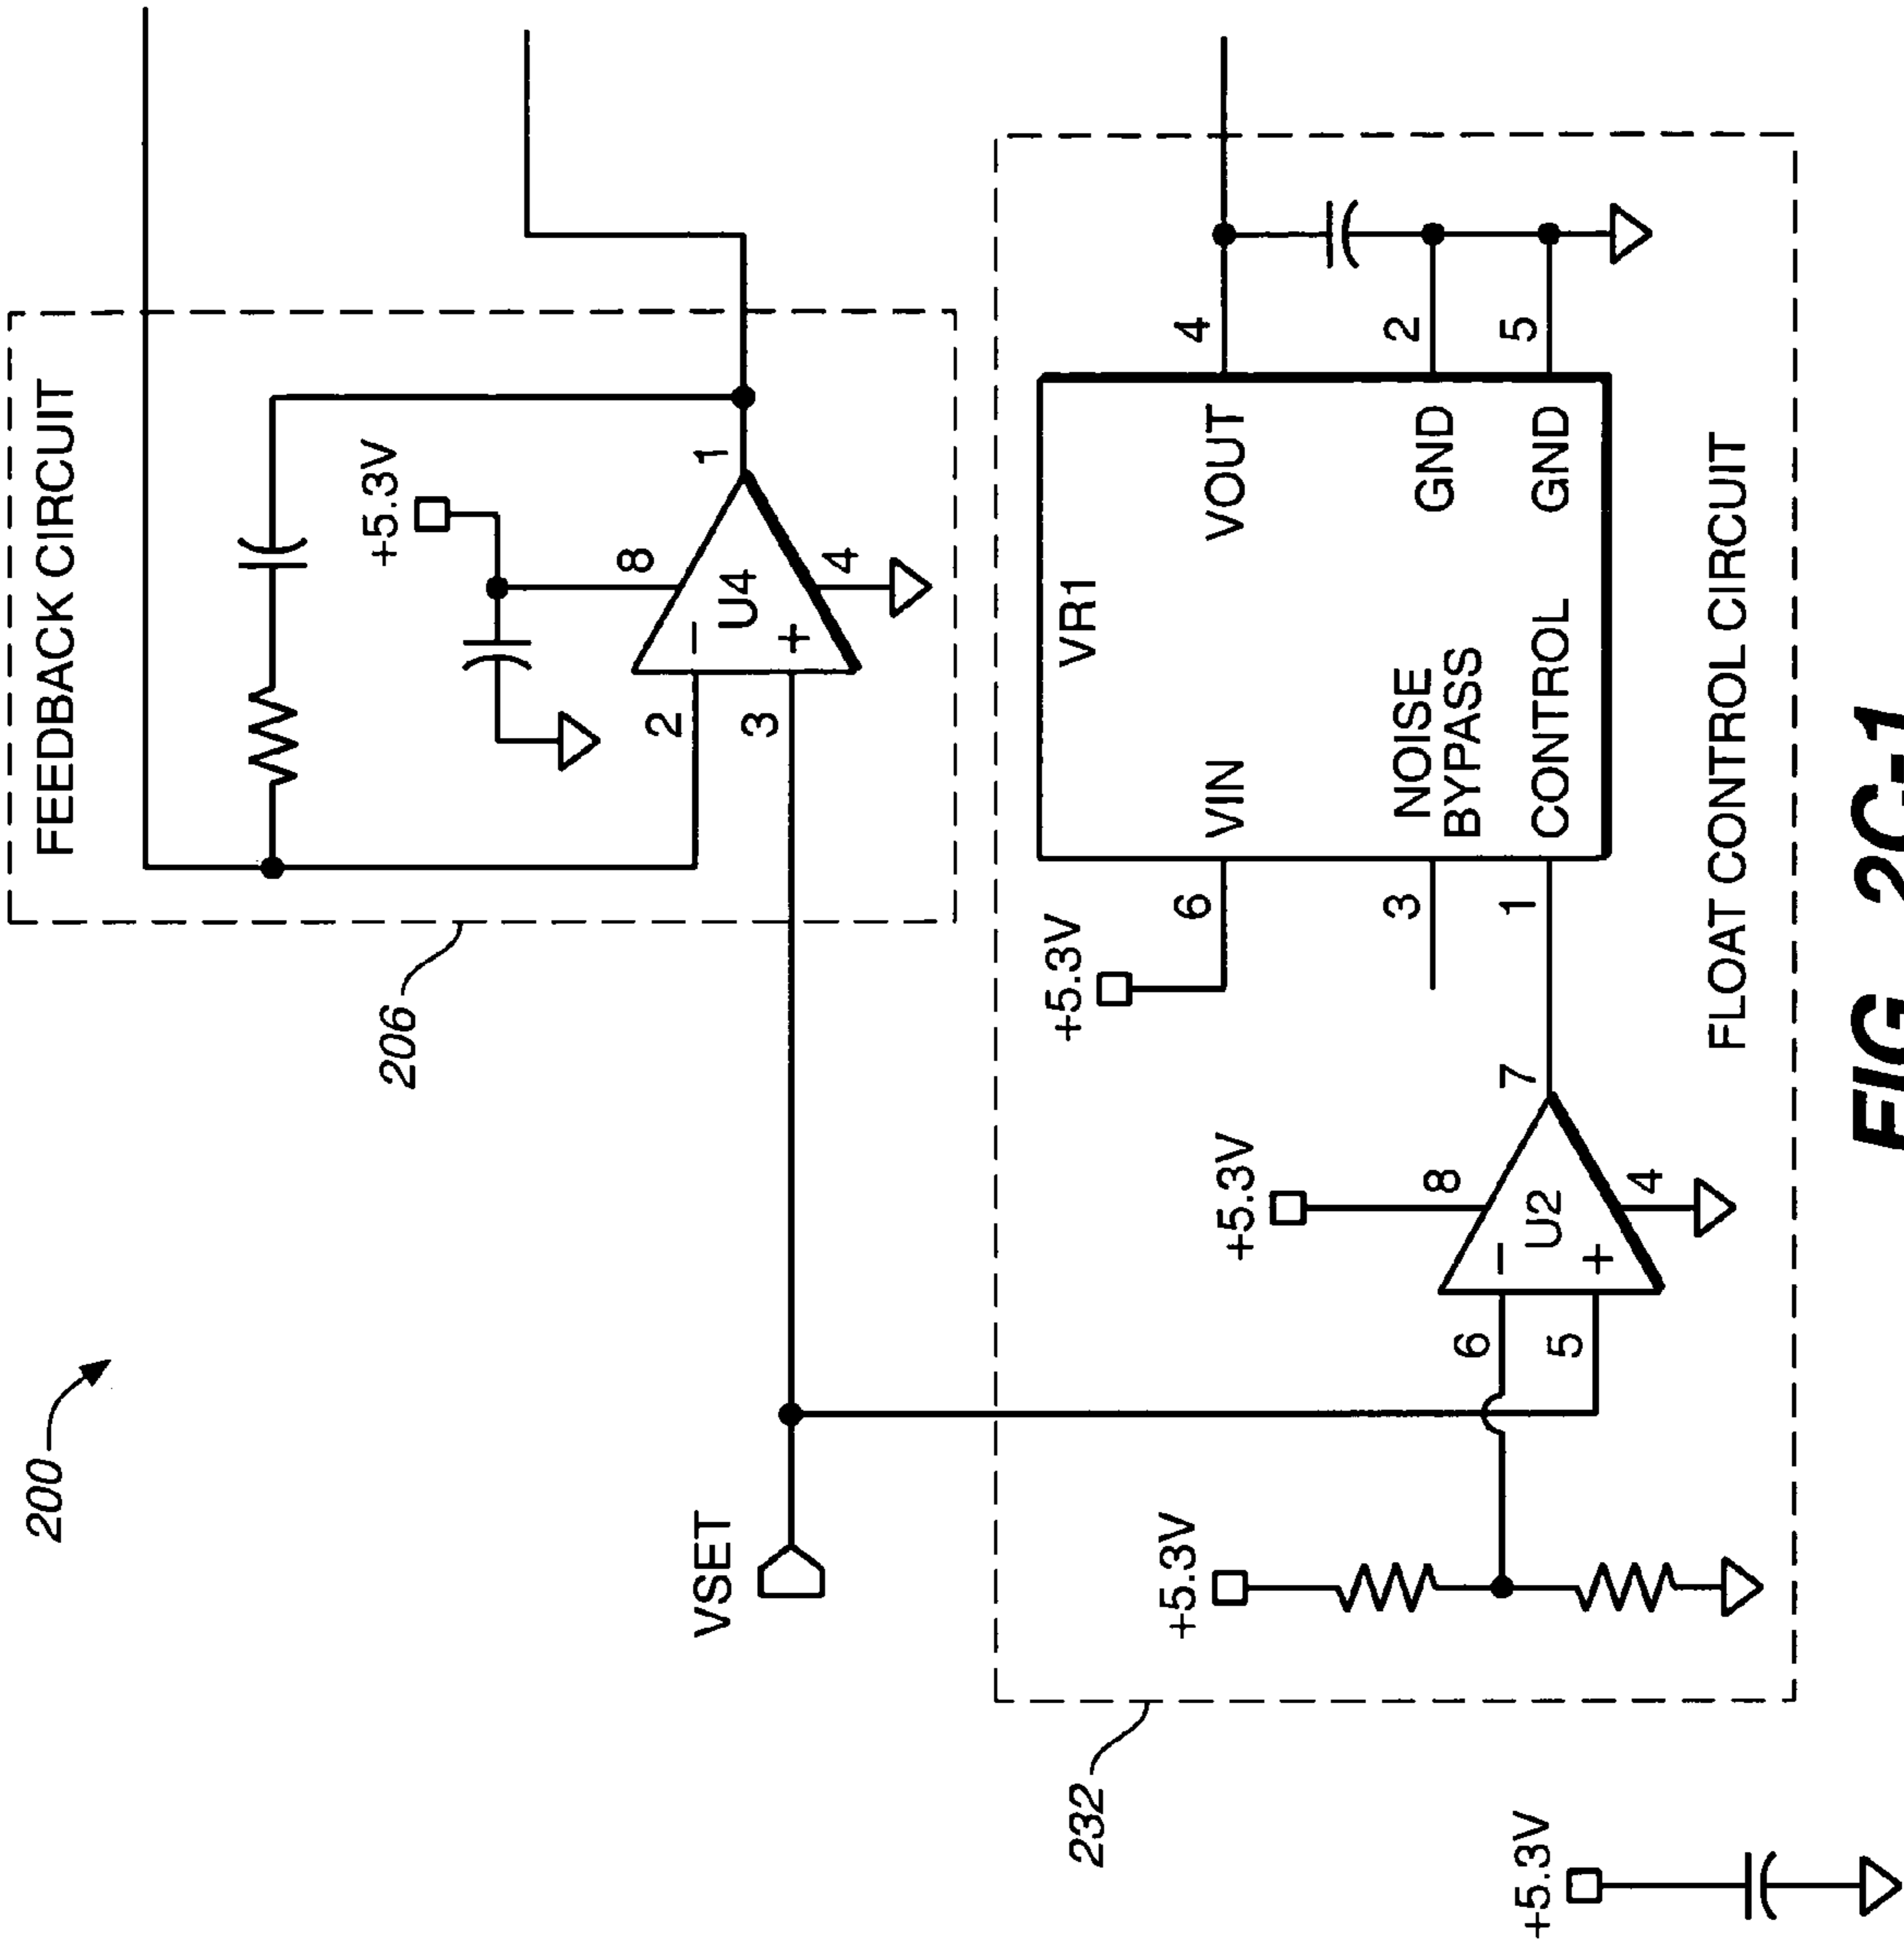 200
FEEDBACK CIRCUIT
206
+5.3V
8
2
3
U4
−
+
1
4
VSET
232
+5.3V
+5.3V
6
5
U2
−
+
8
4
7
+5.3V
6
3
1
VR1
VIN
VOUT
NOISE
BYPASS
GND
CONTROL
GND
4
2
5
FLOAT CONTROL CIRCUIT
+5.3V
FIG._2C-1